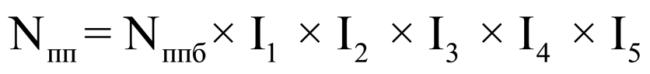 Nпп = Nппб × I1 × I2 × I3 × I4 × I5